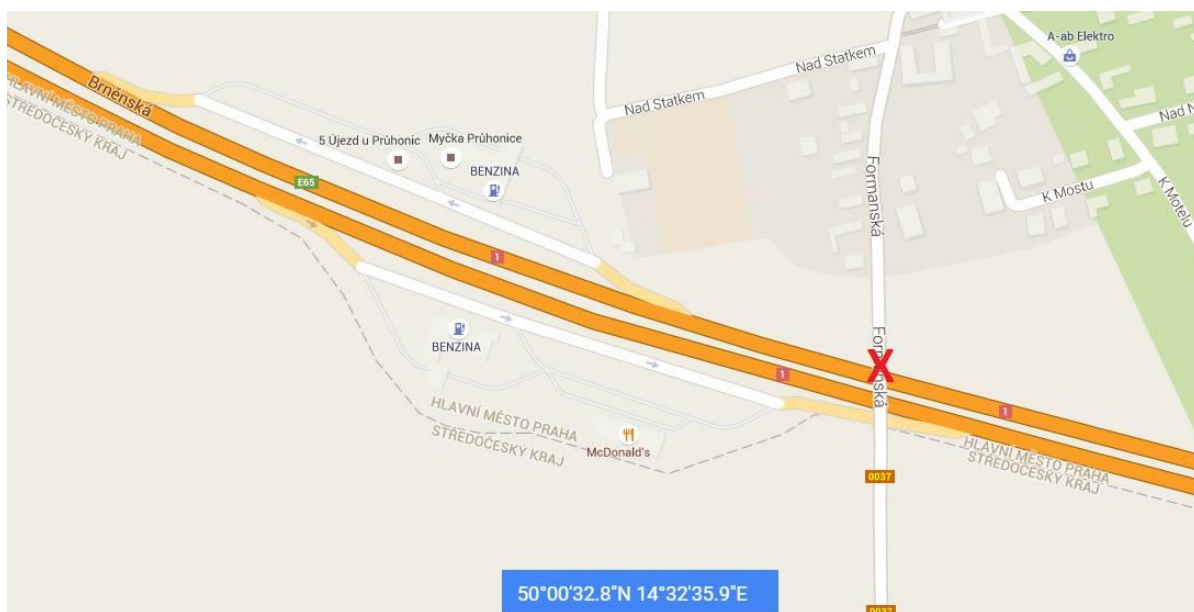 A-ab Elektro
Nad Statkem
Nad Statkem
Brněnská
HLAVNÍ MĚSTO PRAHA
STŘEDOČESKÝ KRAJ
5 Újezd u Průhonic
Myčka Průhonice
BENZINA
E65
Formanská
K Mostu
K Motelu
1
Formanská
X
BENZINA
1
1
HLAVNÍ MĚSTO PRAHA
STŘEDOČESKÝ KRAJ
McDonald's
HLAVNÍ MĚSTO PRAHA
STŘEDOČESKÝ KRAJ
0037
50°00'32.8"N 14°32'35.9"E
0037